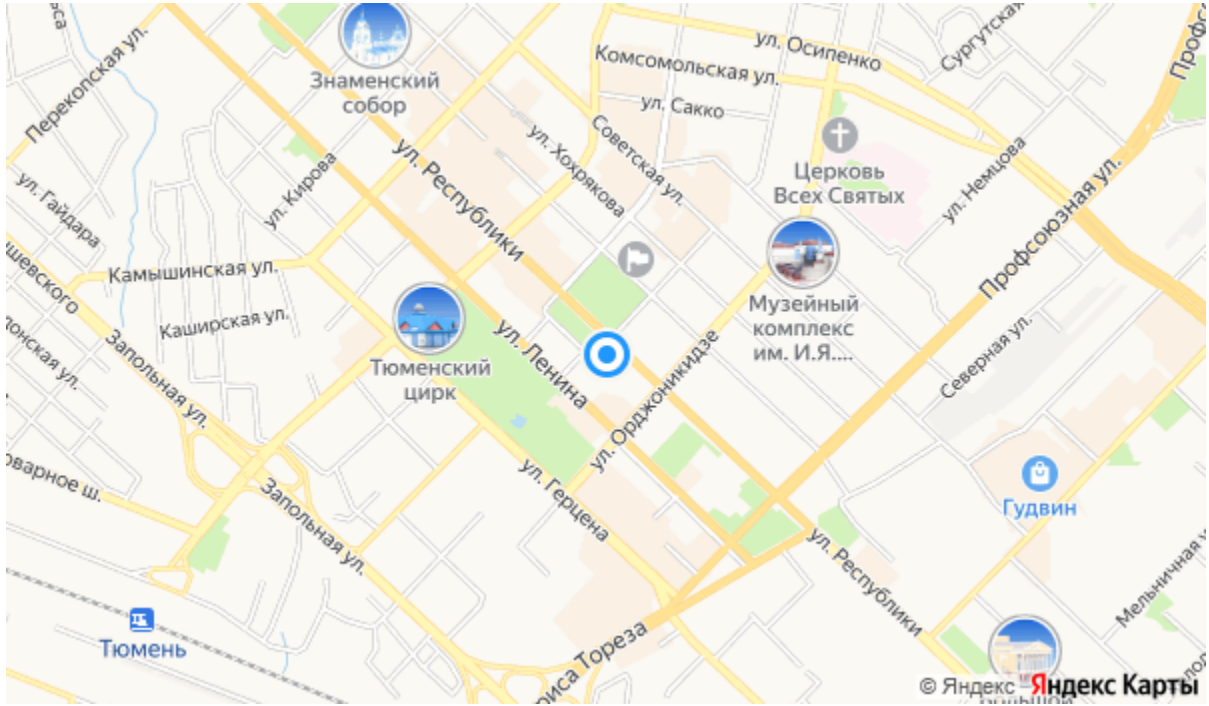 Перекопская ул.
Знаменский
собор
ул. Осипенко
Сургутская
Комсомольская ул.
ул. Сакко
ул. Хохрякова
Советская ул.
ул. Республики
ул. Кирова
ул. Гайдара
Церковь
Всех Святых
ул. Немцова
Профсоюзная ул.
Камышинская ул.
Каширская ул.
Запольная ул.
Тюменский
цирк
ул. Ленина
Музейный
комплекс
им. И.Я....
ул. Орджоникидзе
Северная ул.
ул. Герцена
Запольная ул.
Гудвин
ул. Республики
Мельничная
Тюмень
© Яндекс
Яндекс Карты